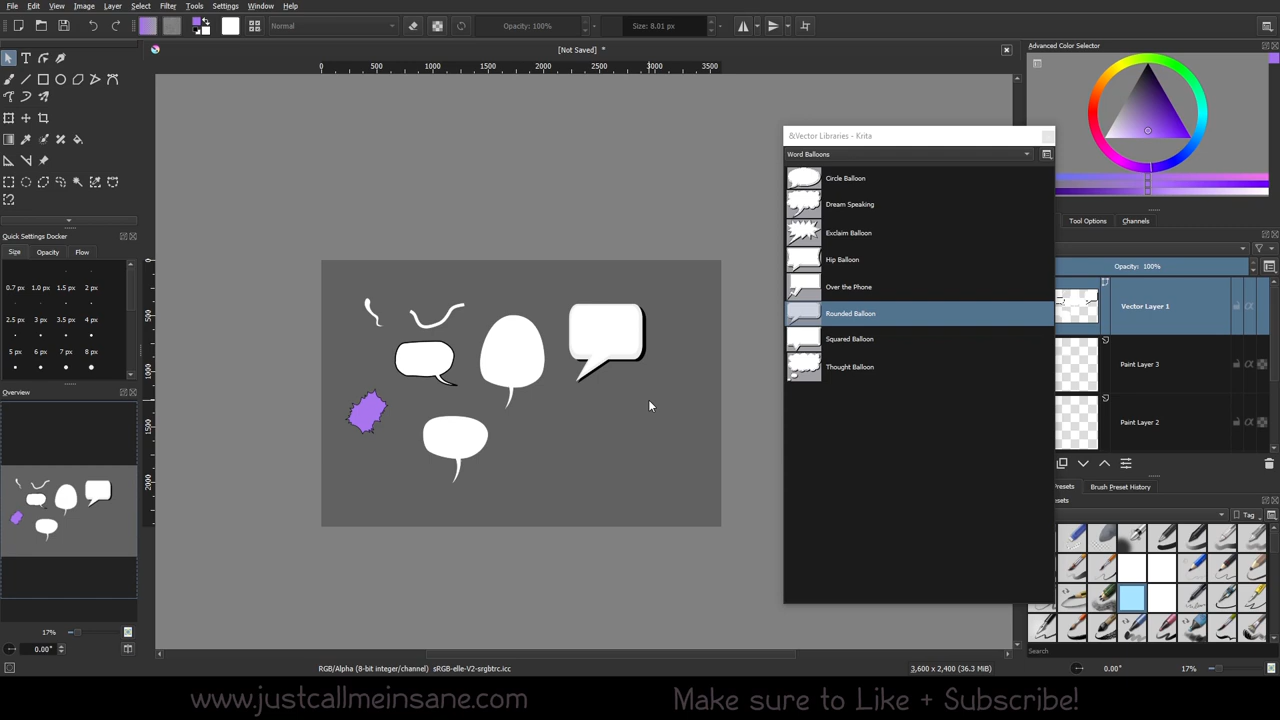 File Edit View Image Layer Select Filter Tools Settings Window Help
Normal Opacity: 100% Size: 8.01 px
[Not Saved] *
Advanced Color Selector
0 500 1000 1500 2000 2500 3000 3500
&Vector Libraries - Krita
Word Balloons
Circle Balloon
Dream Speaking
Exclaim Balloon
Hip Balloon
Over the Phone
Rounded Balloon
Squared Balloon
Thought Balloon
Tool Options Channels
Quick Settings Docker
Size Opacity Flow
0.7 px 1.0 px 1.5 px 2 px
2.5 px 3 px 3.5 px 4 px
5 px 6 px 7 px 8 px
0 500 1000 1500 2000
Opacity: 100%
Vector Layer 1
Paint Layer 3
Paint Layer 2
Overview
Presets Brush Preset History
Tag
17%
0.00°
Search
RGB/Alpha (8-bit integer/channel) sRGB-elle-V2-srgbtrc.icc
3,600 x 2,400 (36.3 MiB)
0.00°
17%
www.justcallmeinsane.com
Make sure to Like + Subscribe!